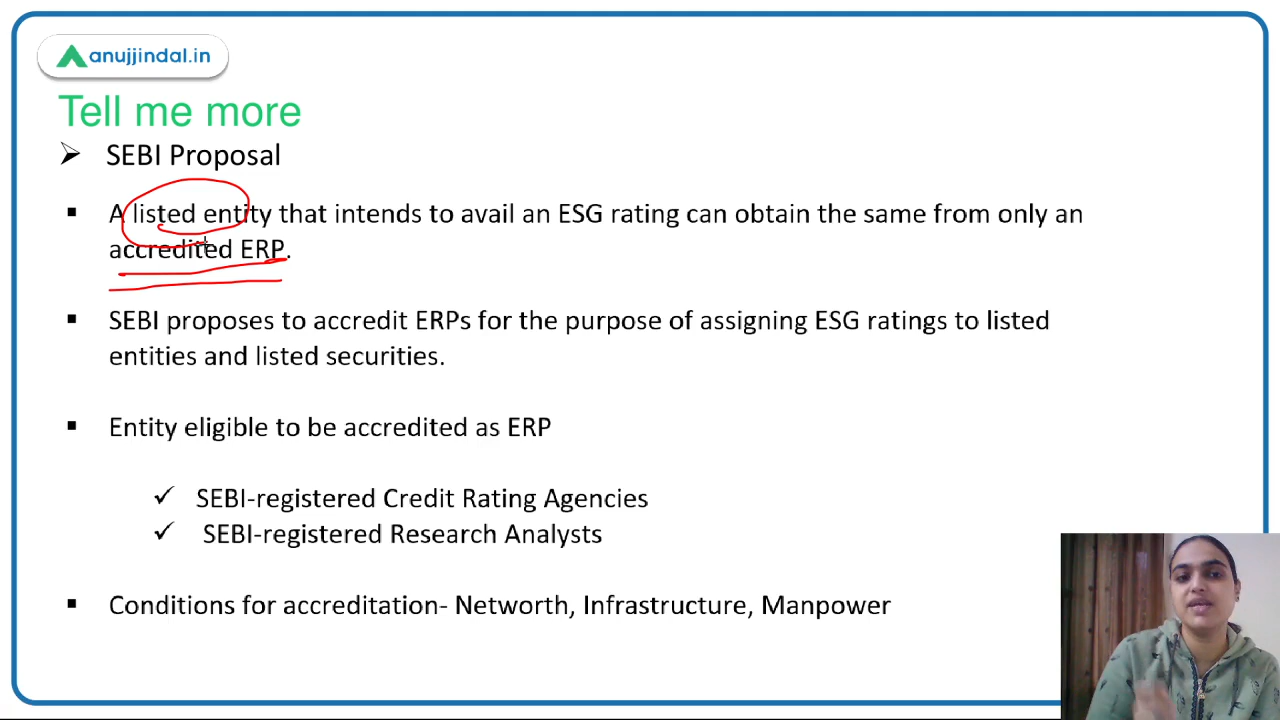 anujjindal.in
Tell me more
➢ SEBI Proposal
▪ A listed entity that intends to avail an ESG rating can obtain the same from only an
accredited ERP.
▪ SEBI proposes to accredit ERPs for the purpose of assigning ESG ratings to listed
entities and listed securities.
▪ Entity eligible to be accredited as ERP
✓ SEBI-registered Credit Rating Agencies
✓ SEBI-registered Research Analysts
▪ Conditions for accreditation- Networth, Infrastructure, Manpower